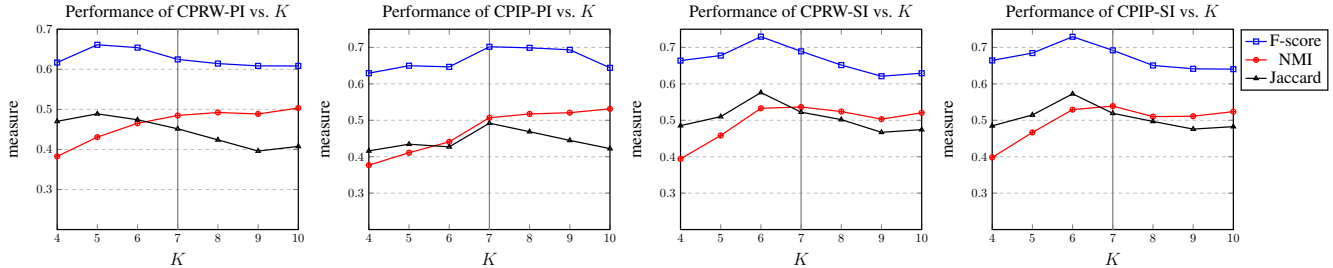 Performance of CPRW-PI vs. K
0.7
0.6
0.5
0.4
0.3
measure
4 5 6 7 8 9 10
K
Performance of CPIP-PI vs. K
0.7
0.6
0.5
0.4
0.3
measure
4 5 6 7 8 9 10
K
Performance of CPRW-SI vs. K
0.7
0.6
0.5
0.4
0.3
measure
4 5 6 7 8 9 10
K
Performance of CPIP-SI vs. K
0.7
0.6
0.5
0.4
0.3
measure
4 5 6 7 8 9 10
K
F-score
NMI
Jaccard